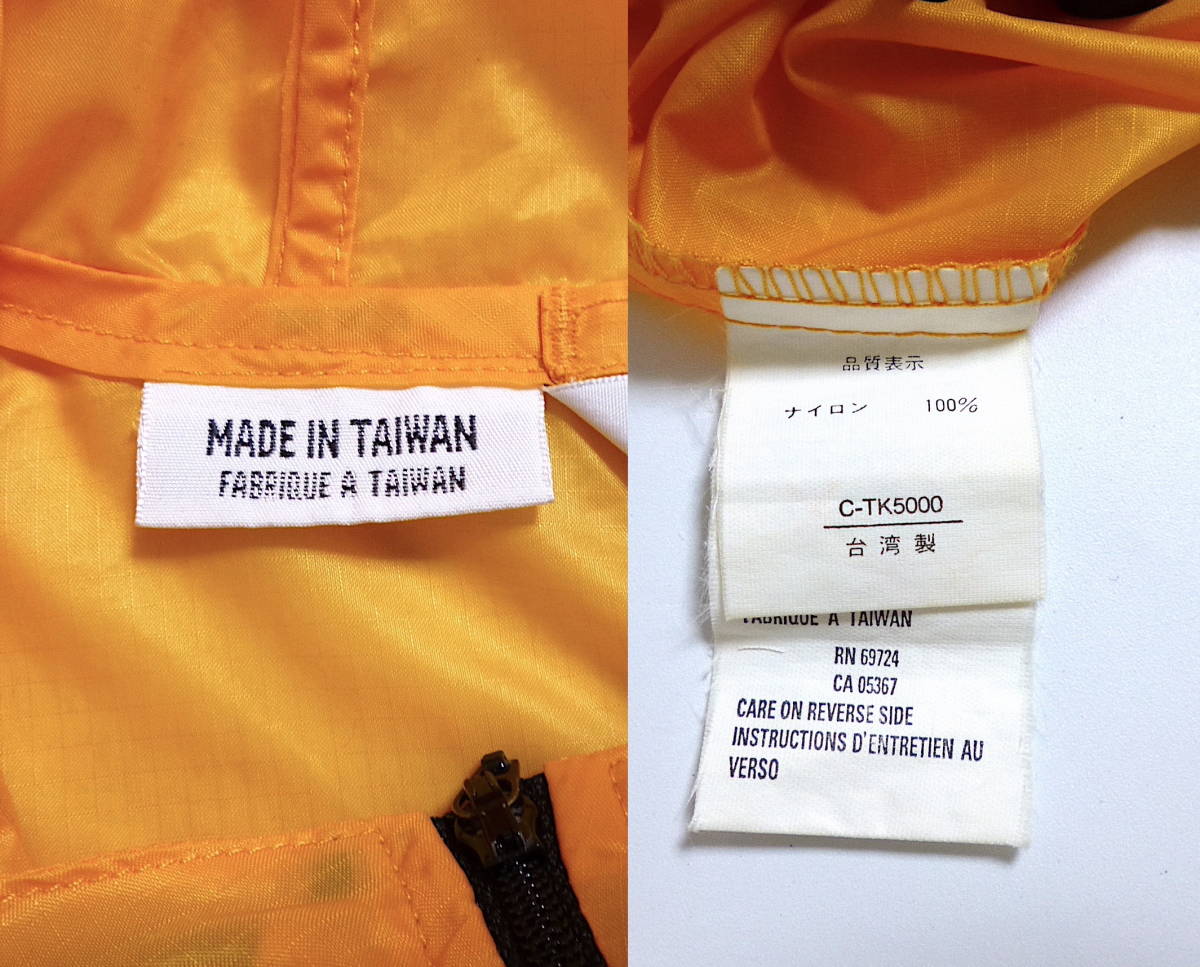 MADE IN TAIWAN
FABRIQUE A TAIWAN
品質表示
ナイロン 100%
C-TK5000
台湾製
FABRIQUE A TAIWAN
RN 69724
CA 05367
CARE ON REVERSE SIDE
INSTRUCTIONS D'ENTRETIEN AU
VERSO